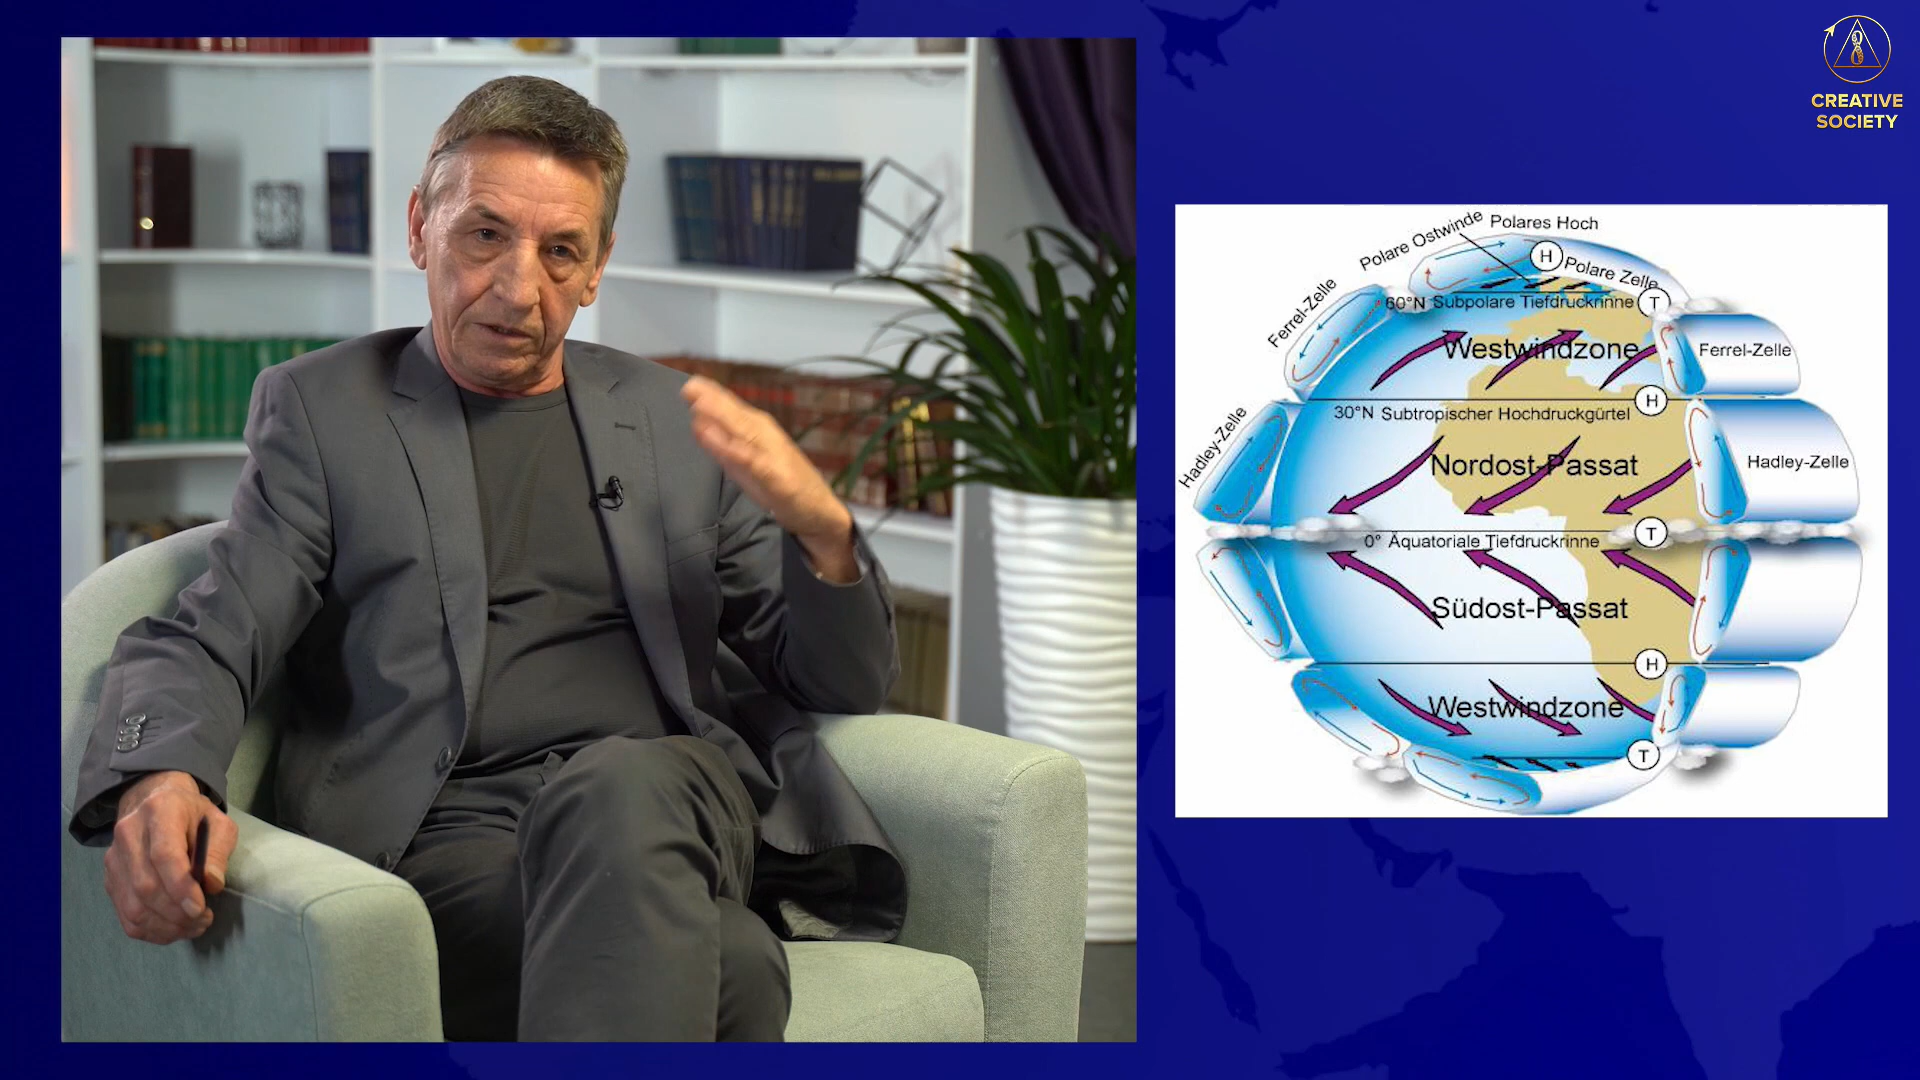 CREATIVE
SOCIETY
Polares Hoch
Polare Ostwinde
H
Polare Zelle
Ferrel-Zelle
60°N Subpolare Tiefdruckrinne
T
Westwindzone
Ferrel-Zelle
H
30°N Subtropischer Hochdruckgürtel
Hadley-Zelle
Nordost-Passat
Hadley-Zelle
T
0° Äquatoriale Tiefdruckrinne
Südost-Passat
H
Westwindzone
T